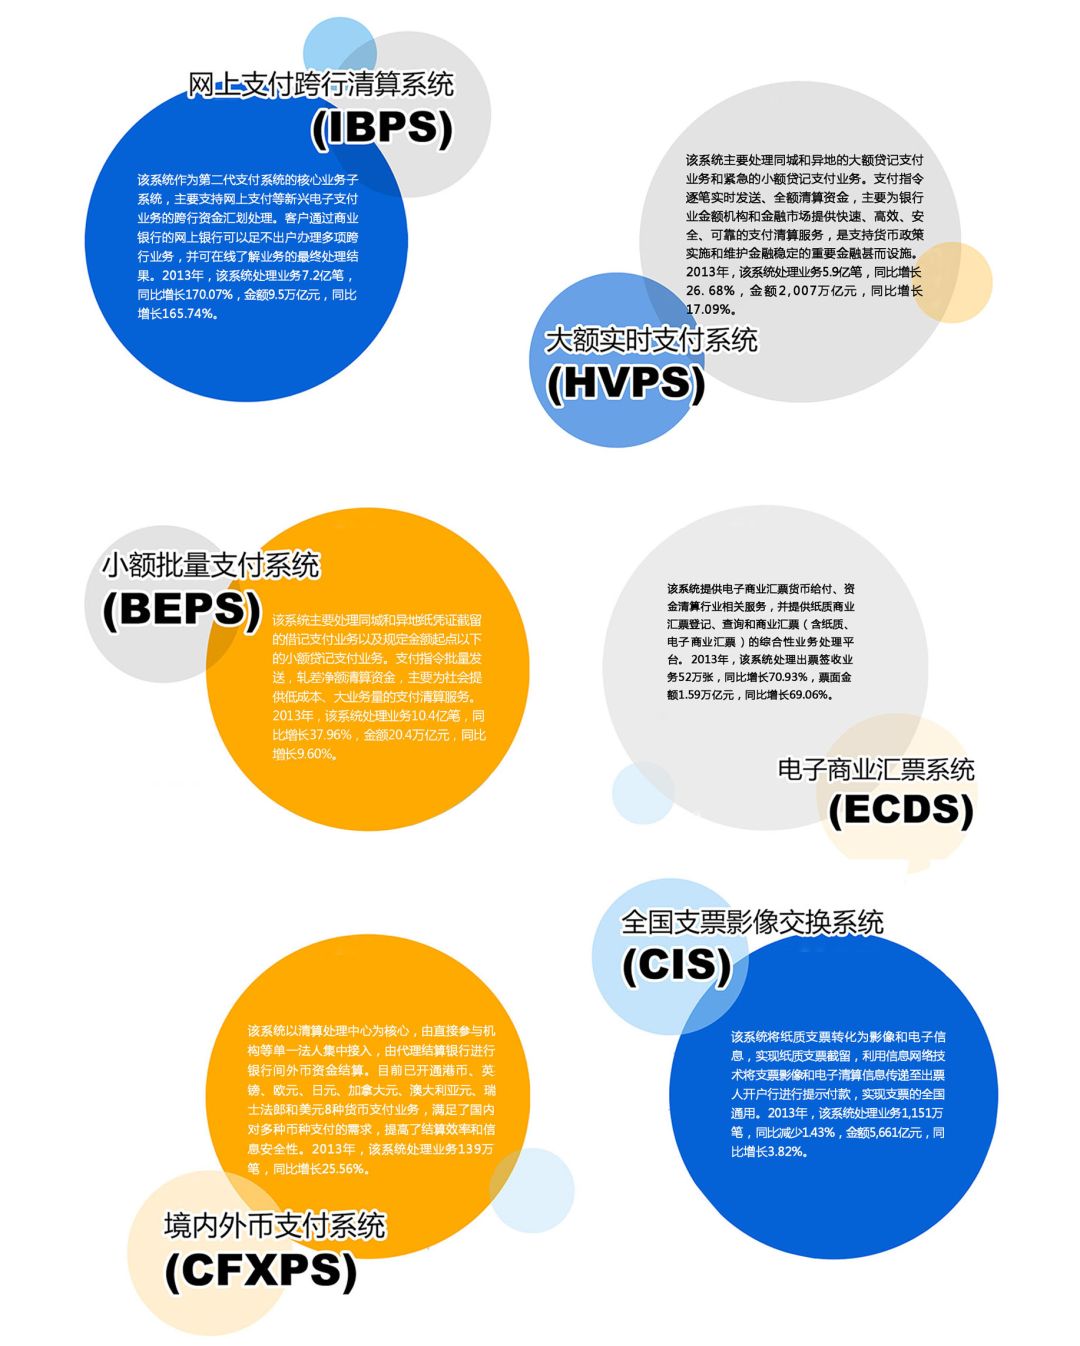 网上支付跨行清算系统
(IBPS)
该系统作为第二代支付系统的核心业务子
系统，主要支持网上支付等新兴电子支付
业务的跨行资金汇划处理。客户通过商业
银行的网上银行可以足不出户办理多项跨
行业务，并可在线了解业务的最终处理结
果。2013年，该系统处理业务7.2亿笔，
同比增长170.07%，金额9.5万亿元，同比
增长165.74%。
该系统主要处理同城和异地的大额贷记支付
业务和紧急的小额贷记支付业务。支付指令
逐笔实时发送、全额清算资金，主要为银行
业金额机构和金融市场提供快速、高效、安
全、可靠的支付清算服务，是支持货币政策
实施和维护金融稳定的重要金融甚而设施。
2013年，该系统处理业务5.9亿笔，同比增长
26. 68%，金额2,007万亿元，同比增长
17.09%。
大额实时支付系统
(HVPS)
小额批量支付系统
(BEPS)
该系统主要处理同城和异地纸凭证截留
的借记支付业务以及规定金额起点以下
的小额贷记支付业务。支付指令批量发
送，轧差净额清算资金，主要为社会提
供低成本、大业务量的支付清算服务。
2013年，该系统处理业务10.4亿笔，同
比增长37.96%，金额20.4万亿元，同比
增长9.60%。
该系统提供电子商业汇票货币给付、资
金清算行业相关服务，并提供纸质商业
汇票登记、查询和商业汇票（含纸质、
电子商业汇票）的综合性业务处理平
台。2013年，该系统处理出票签收业
务52万张，同比增长70.93%，票面金
额1.59万亿元，同比增长69.06%。
电子商业汇票系统
(ECDS)
全国支票影像交换系统
(CIS)
该系统将纸质支票转化为影像和电子信
息，实现纸质支票截留，利用信息网络技
术将支票影像和电子清算信息传递至出票
人开户行进行提示付款，实现支票的全国
通用。2013年，该系统处理业务1,151万
笔，同比减少1.43%，金额5,661亿元，同
比增长3.82%。
该系统以清算处理中心为核心，由直接参与机
构等单一法人集中接入，由代理结算银行进行
银行间外币资金结算。目前已开通港币、英
镑、欧元、日元、加拿大元、澳大利亚元、瑞
士法郎和美元8种货币支付业务，满足了国内
对多种币种支付的需求，提高了结算效率和信
息安全性。2013年，该系统处理业务139万
笔，同比增长25.56%。
境内外币支付系统
(CFXPS)